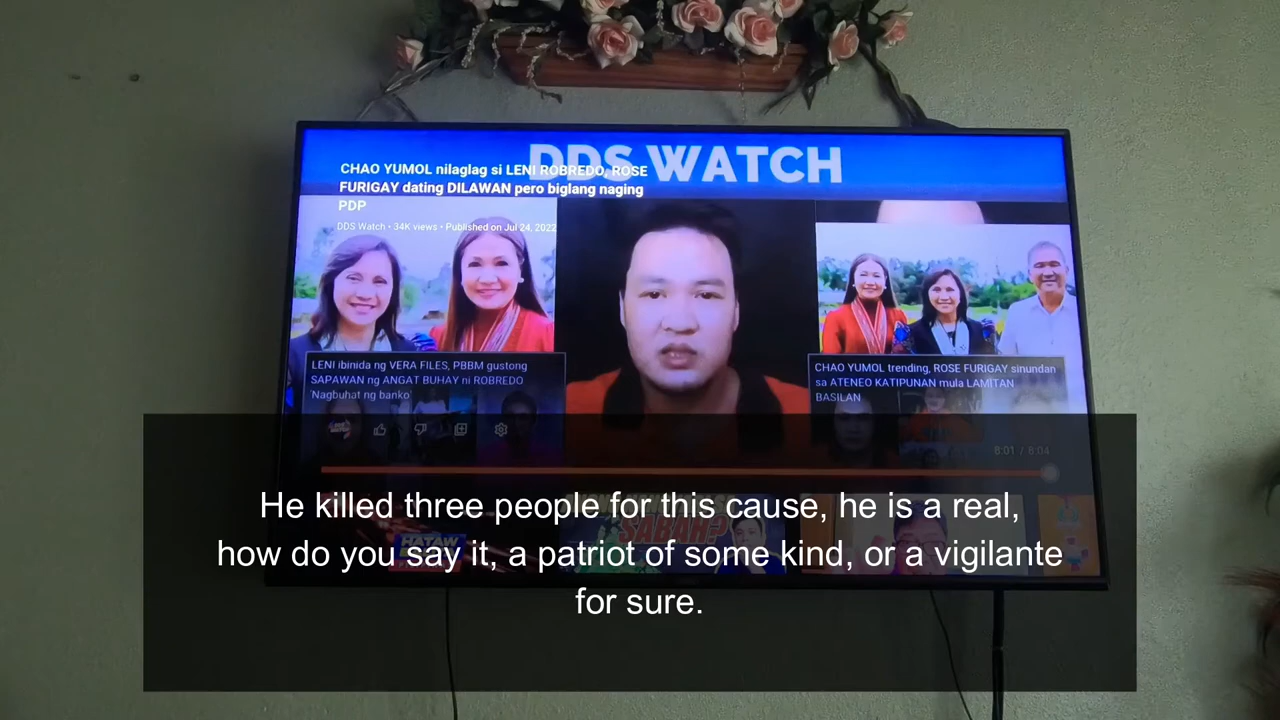 DDS WATCH
CHAO YUMOL nilaglag si LENI ROBREDO, ROSE
FURIGAY dating DILAWAN pero biglang naging
PDP
DDS Watch • 34K views • Published on Jul 24, 2022
LENI ibinida ng VERA FILES, PBBM gustong
SAPAWAN ng ANGAT BUHAY ni ROBREDO
'Nagbuhat ng banko'
CHAO YUMOL trending, ROSE FURIGAY sinundan
sa ATENEO KATIPUNAN mula LAMITAN
BASILAN
8:01 / 8:04
He killed three people for this cause, he is a real,
how do you say it, a patriot of some kind, or a vigilante
for sure.
SABAH?
HATAW